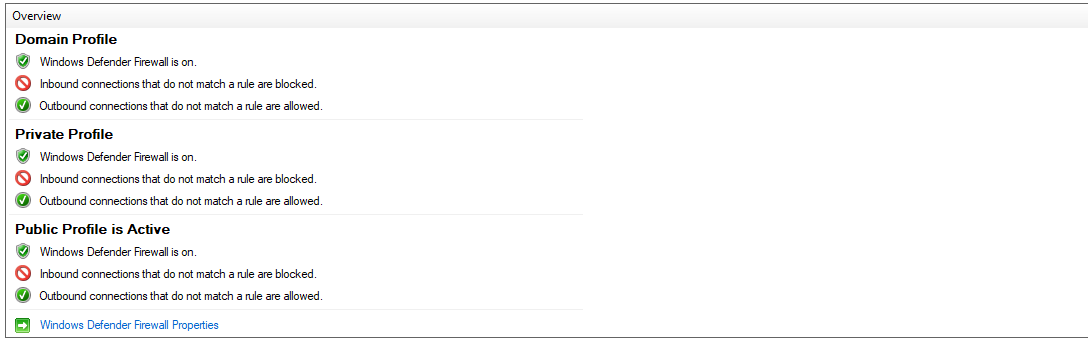 Overview
Domain Profile
Windows Defender Firewall is on.
Inbound connections that do not match a rule are blocked.
Outbound connections that do not match a rule are allowed.
Private Profile
Windows Defender Firewall is on.
Inbound connections that do not match a rule are blocked.
Outbound connections that do not match a rule are allowed.
Public Profile is Active
Windows Defender Firewall is on.
Inbound connections that do not match a rule are blocked.
Outbound connections that do not match a rule are allowed.
Windows Defender Firewall Properties